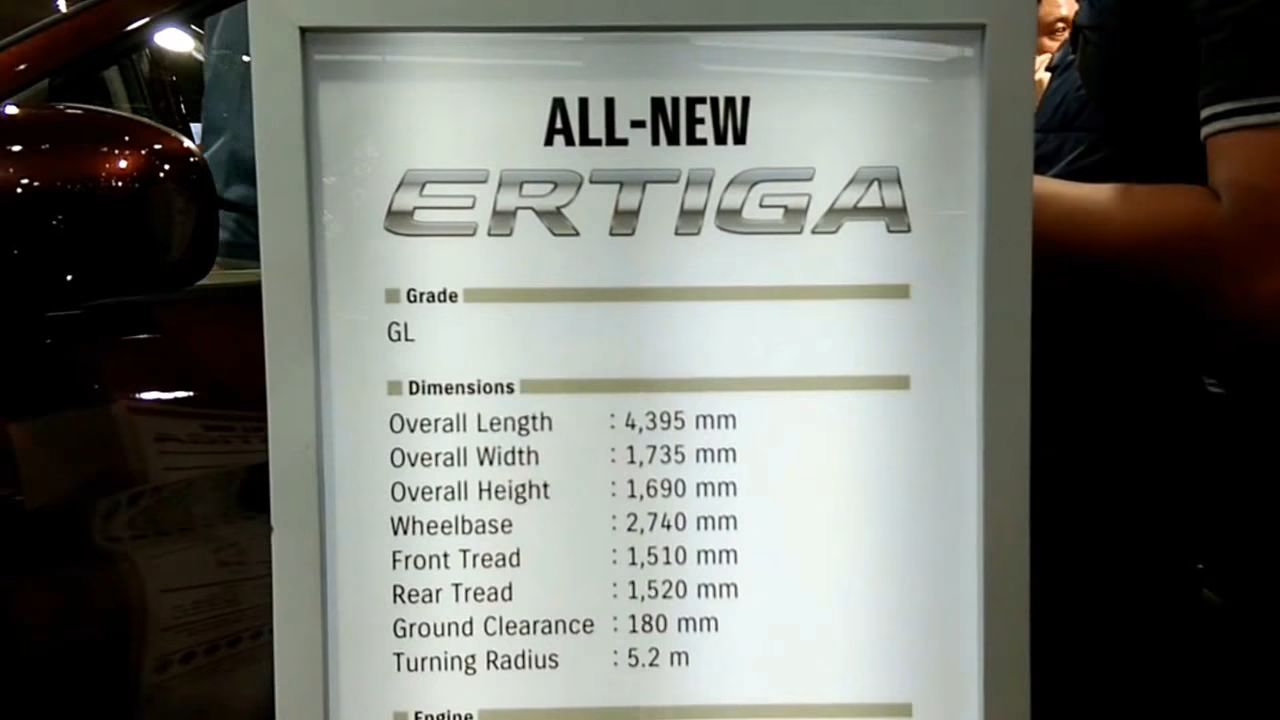 ALL-NEW
ERTIGA
Grade
GL
Dimensions
Overall Length : 4,395 mm
Overall Width : 1,735 mm
Overall Height : 1,690 mm
Wheelbase : 2,740 mm
Front Tread : 1,510 mm
Rear Tread : 1,520 mm
Ground Clearance : 180 mm
Turning Radius : 5.2 m
Engine